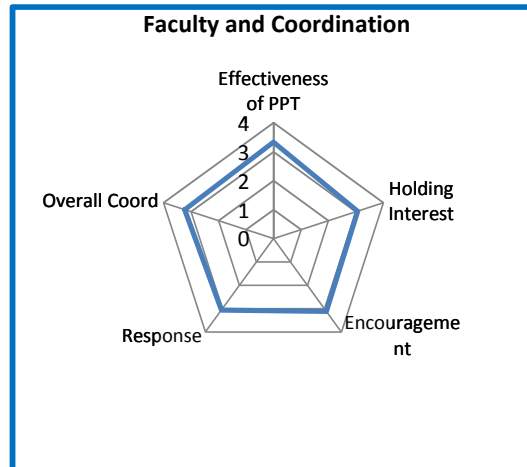 Faculty and Coordination
Effectiveness
of PPT
4
3
2
1
0
Holding
Interest
Encourageme
nt
Response
Overall Coord